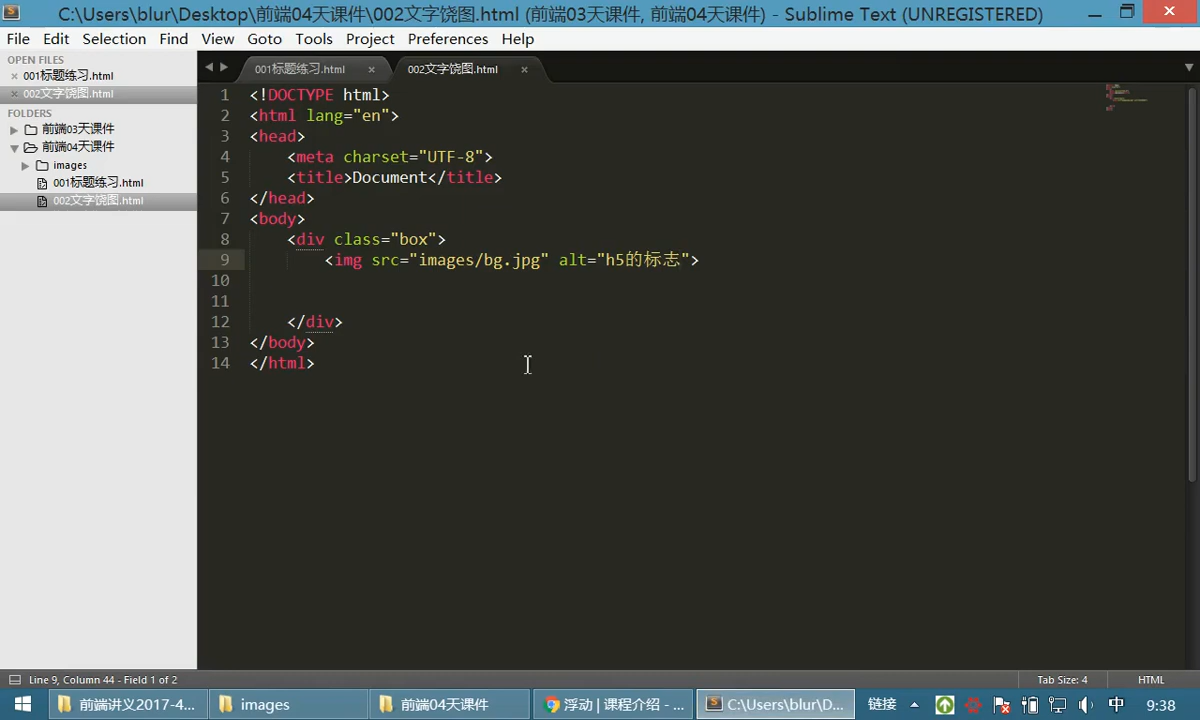 C:\Users\blur\Desktop\前端04天课件\002文字饶图.html (前端03天课件, 前端04天课件) - Sublime Text (UNREGISTERED)
File Edit Selection Find View Goto Tools Project Preferences Help
OPEN FILES
001标题练习.html
002文字饶图.html
FOLDERS
前端03天课件
前端04天课件
images
001标题练习.html
002文字饶图.html
001标题练习.html × 002文字饶图.html ×
1 <!DOCTYPE html>
2 <html lang="en">
3 <head>
4 <meta charset="UTF-8">
5 <title>Document</title>
6 </head>
7 <body>
8 <div class="box">
9 <img src="images/bg.jpg" alt="h5的标志">
10
11
12 </div>
13 </body>
14 </html>
Line 9, Column 44 - Field 1 of 2 Tab Size: 4 HTML
前端讲义2017-4... images 前端04天课件 浮动 | 课程介绍 - ... C:\Users\blur\D... 链接 中 9:38